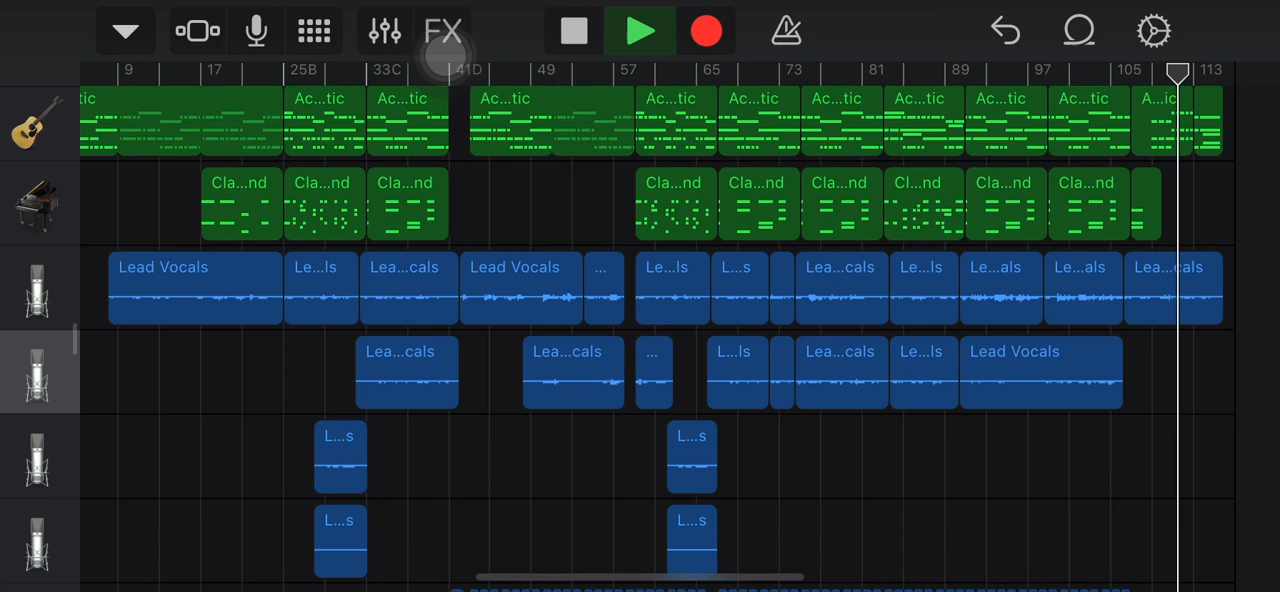 FX
9 17 25B 33C 41D 49 57 65 73 81 89 97 105 113
tic Ac...tic Ac...tic Ac...tic Ac...tic Ac...tic Ac...tic Ac...tic Ac...tic Ac...tic A...ic
Cla...nd Cla...nd Cla...nd Cla...nd Cla...nd Cla...nd Cl...nd Cla...nd Cla...nd
Lead Vocals Le...ls Lea...cals Lead Vocals ... Le...ls L...s Lea...cals Le...ls Le...als Le...als Lea...cals
Lea...cals Lea...cals ... L...ls Lea...cals Le...ls Lead Vocals
L...s L...s
L...s L...s